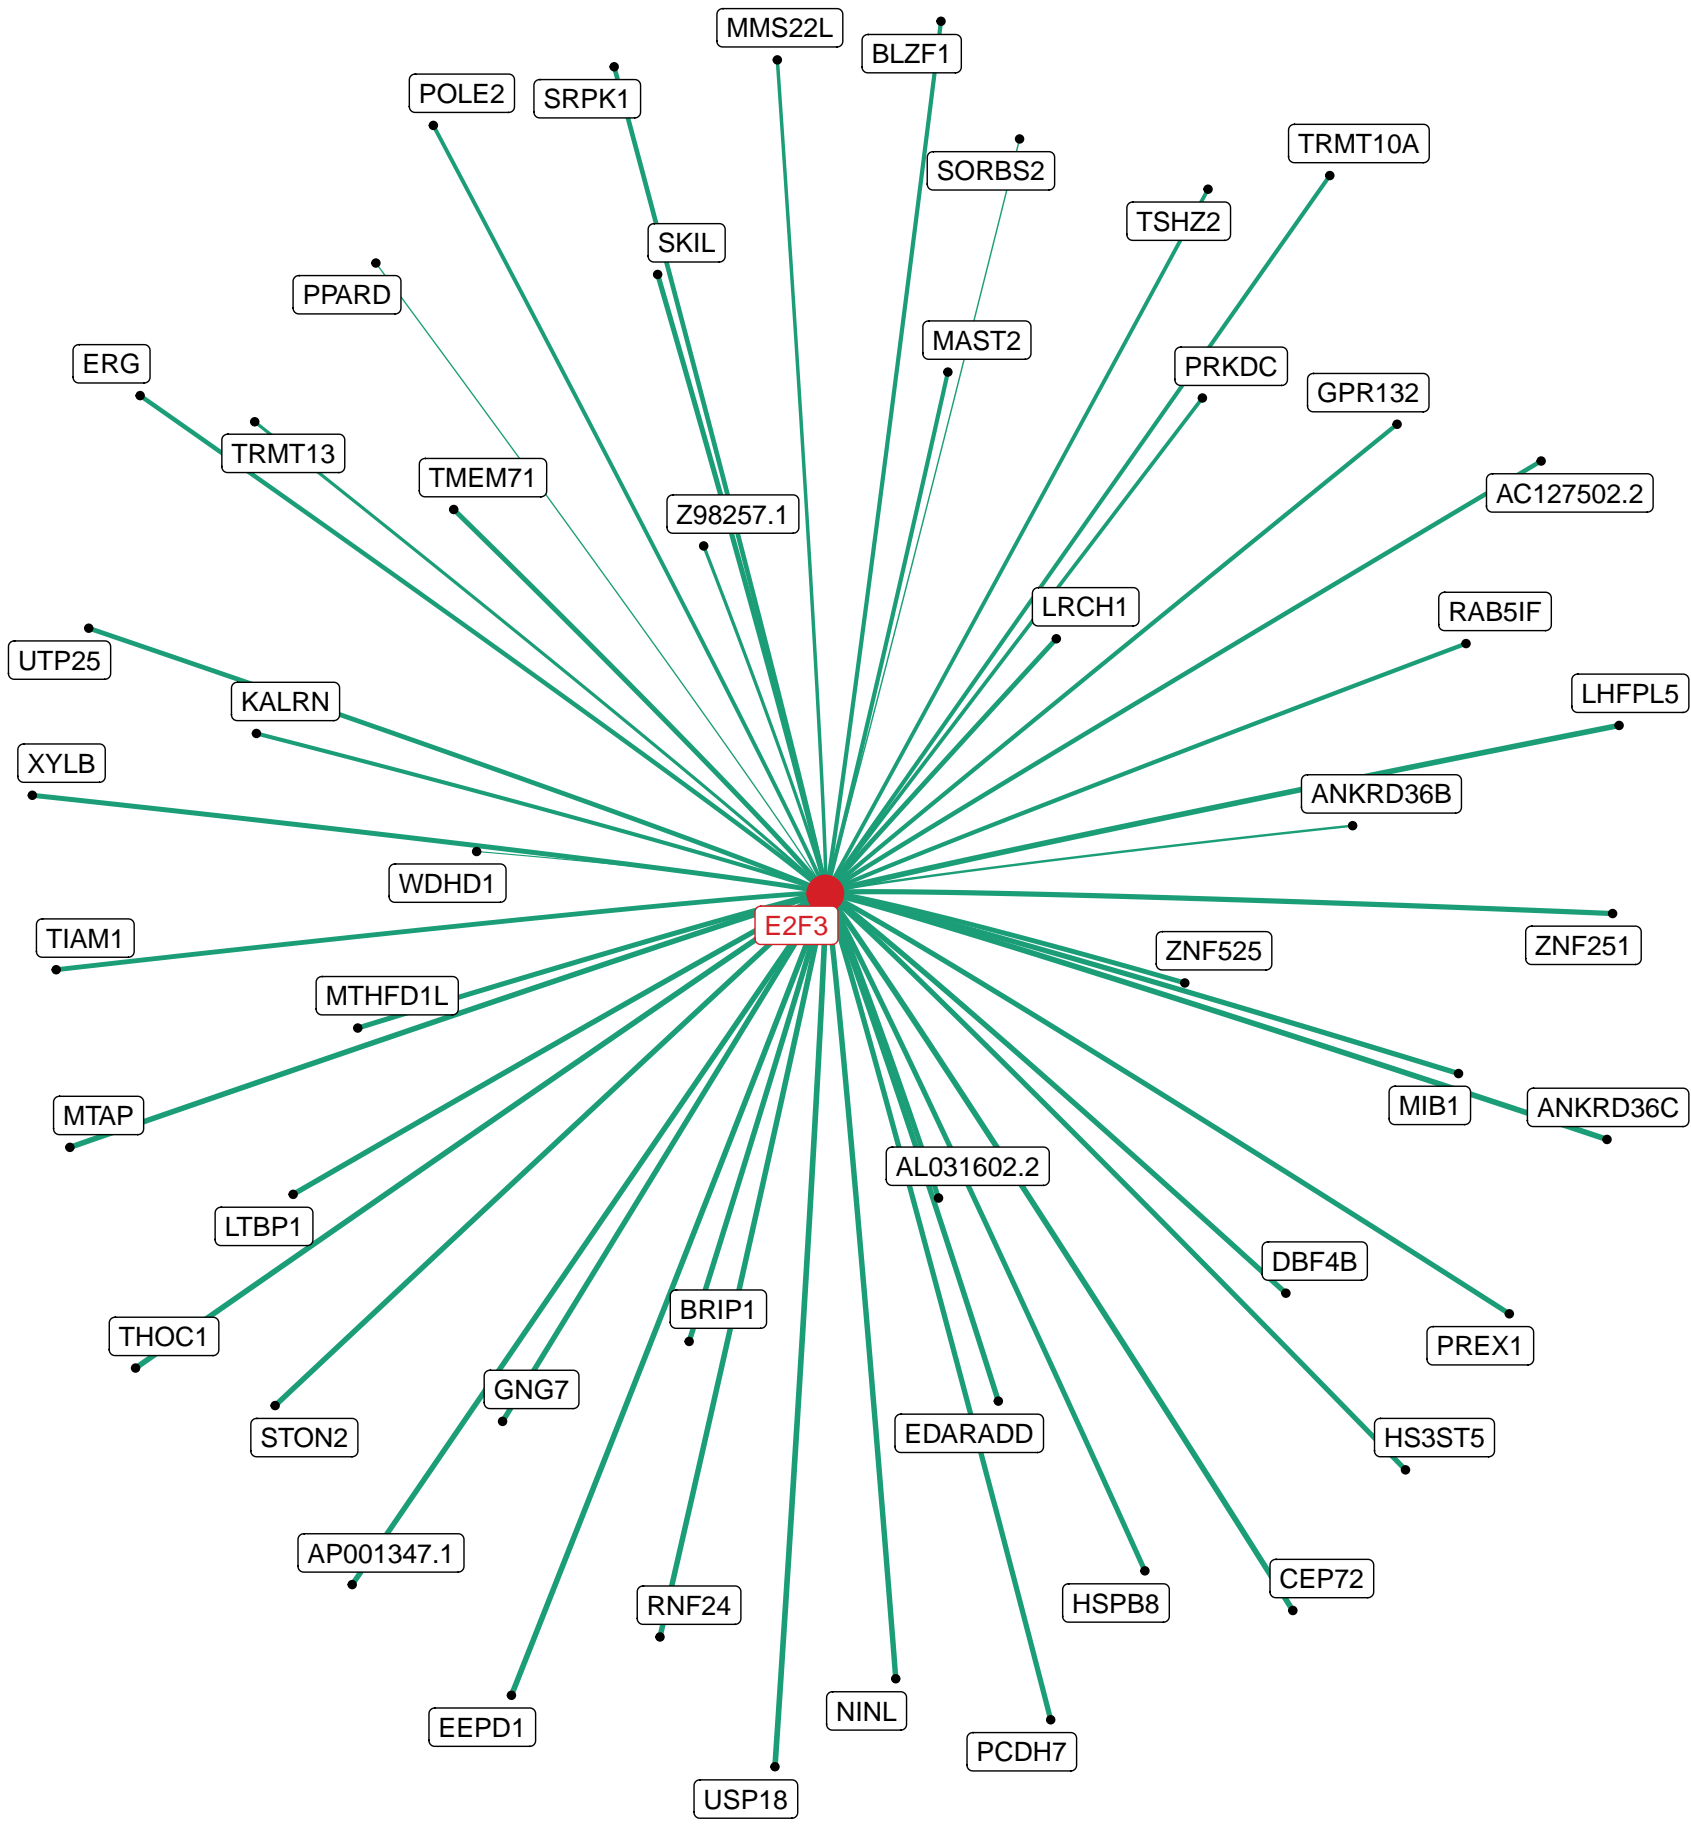 MMS22L
BLZF1
POLE2
SRPK1
TRMT10A
SORBS2
TSHZ2
SKIL
PPARD
MAST2
ERG
PRKDC
GPR132
TRMT13
TMEM71
AC127502.2
Z98257.1
LRCH1
RAB5IF
UTP25
KALRN
LHFPL5
XYLB
ANKRD36B
WDHD1
E2F3
TIAM1
ZNF525
ZNF251
MTHFD1L
MTAP
MIB1
ANKRD36C
AL031602.2
LTBP1
DBF4B
BRIP1
THOC1
PREX1
GNG7
STON2
EDARADD
HS3ST5
AP001347.1
CEP72
RNF24
HSPB8
NINL
EEPD1
PCDH7
USP18